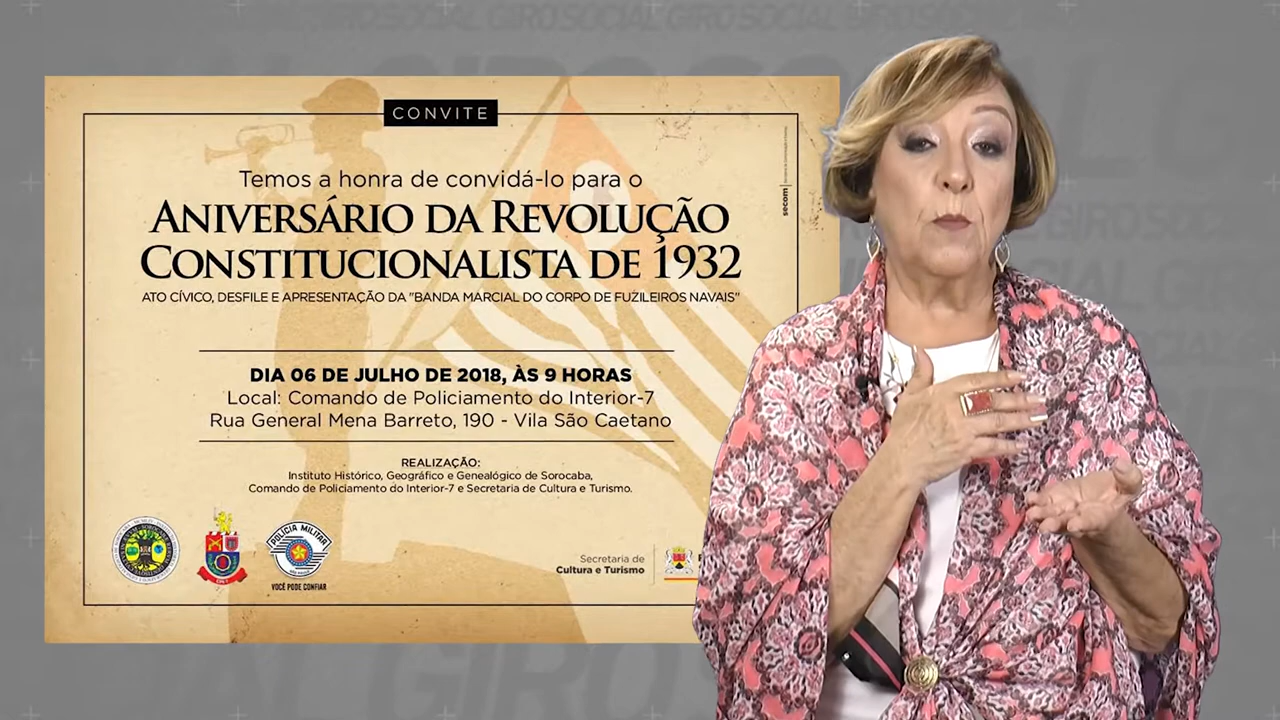 GIRO SOCIAL GIRO SOCIAL GIRO SOCIAL
CONVITE
Temos a honra de convidá-lo para o
ANIVERSÁRIO DA REVOLUÇÃO
CONSTITUCIONALISTA DE 1932
ATO CÍVICO, DESFILE E APRESENTAÇÃO DA "BANDA MARCIAL DO CORPO DE FUZILEIROS NAVAIS"
DIA 06 DE JULHO DE 2018, ÀS 9 HORAS
Local: Comando de Policiamento do Interior-7
Rua General Mena Barreto, 190 - Vila São Caetano
REALIZAÇÃO:
Instituto Histórico, Geográfico e Genealógico de Sorocaba,
Comando de Policiamento do Interior-7 e Secretaria de Cultura e Turismo.
POLÍCIA MILITAR
VOCÊ PODE CONFIAR
Secretaria de
Cultura e Turismo
secom